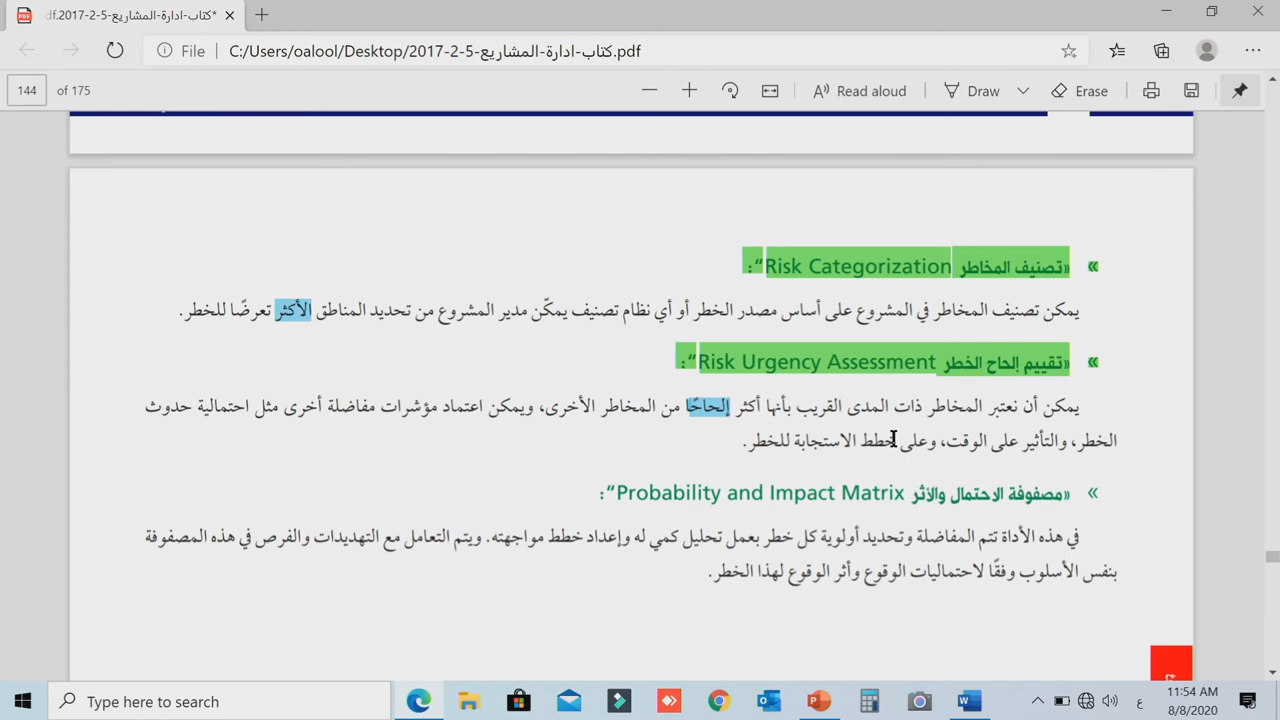 كتاب-ادارة-المشاريع-5-2-2017.pdf*
File
C:/Users/oalool/Desktop/2017-2-5-كتاب-ادارة-المشاريع.pdf
144 of 175
Read aloud
Draw
Erase
» «تصنيف المخاطر Risk Categorization“:
يمكن تصنيف المخاطر في المشروع على أساس مصدر الخطر أو أي نظام تصنيف يمكّن مدير المشروع من تحديد المناطق الأكثر تعرضًا للخطر.
» «تقييم إلحاح الخطر Risk Urgency Assessment“:
يمكن أن نعتبر المخاطر ذات المدى القريب بأنها أكثر إلحاحًا من المخاطر الأخرى، ويمكن اعتماد مؤشرات مفاضلة أخرى مثل احتمالية حدوث
الخطر، والتأثير على الوقت، وعلى خطط الاستجابة للخطر.
» «مصفوفة الاحتمال والأثر Probability and Impact Matrix“:
في هذه الأداة تتم المفاضلة وتحديد أولوية كل خطر بعمل تحليل كمي له وإعداد خطط مواجهته. ويتم التعامل مع التهديدات والفرص في هذه المصفوفة
بنفس الأسلوب وفقًا لاحتماليات الوقوع وأثر الوقوع لهذا الخطر.
Type here to search
ع
11:54 AM
8/8/2020